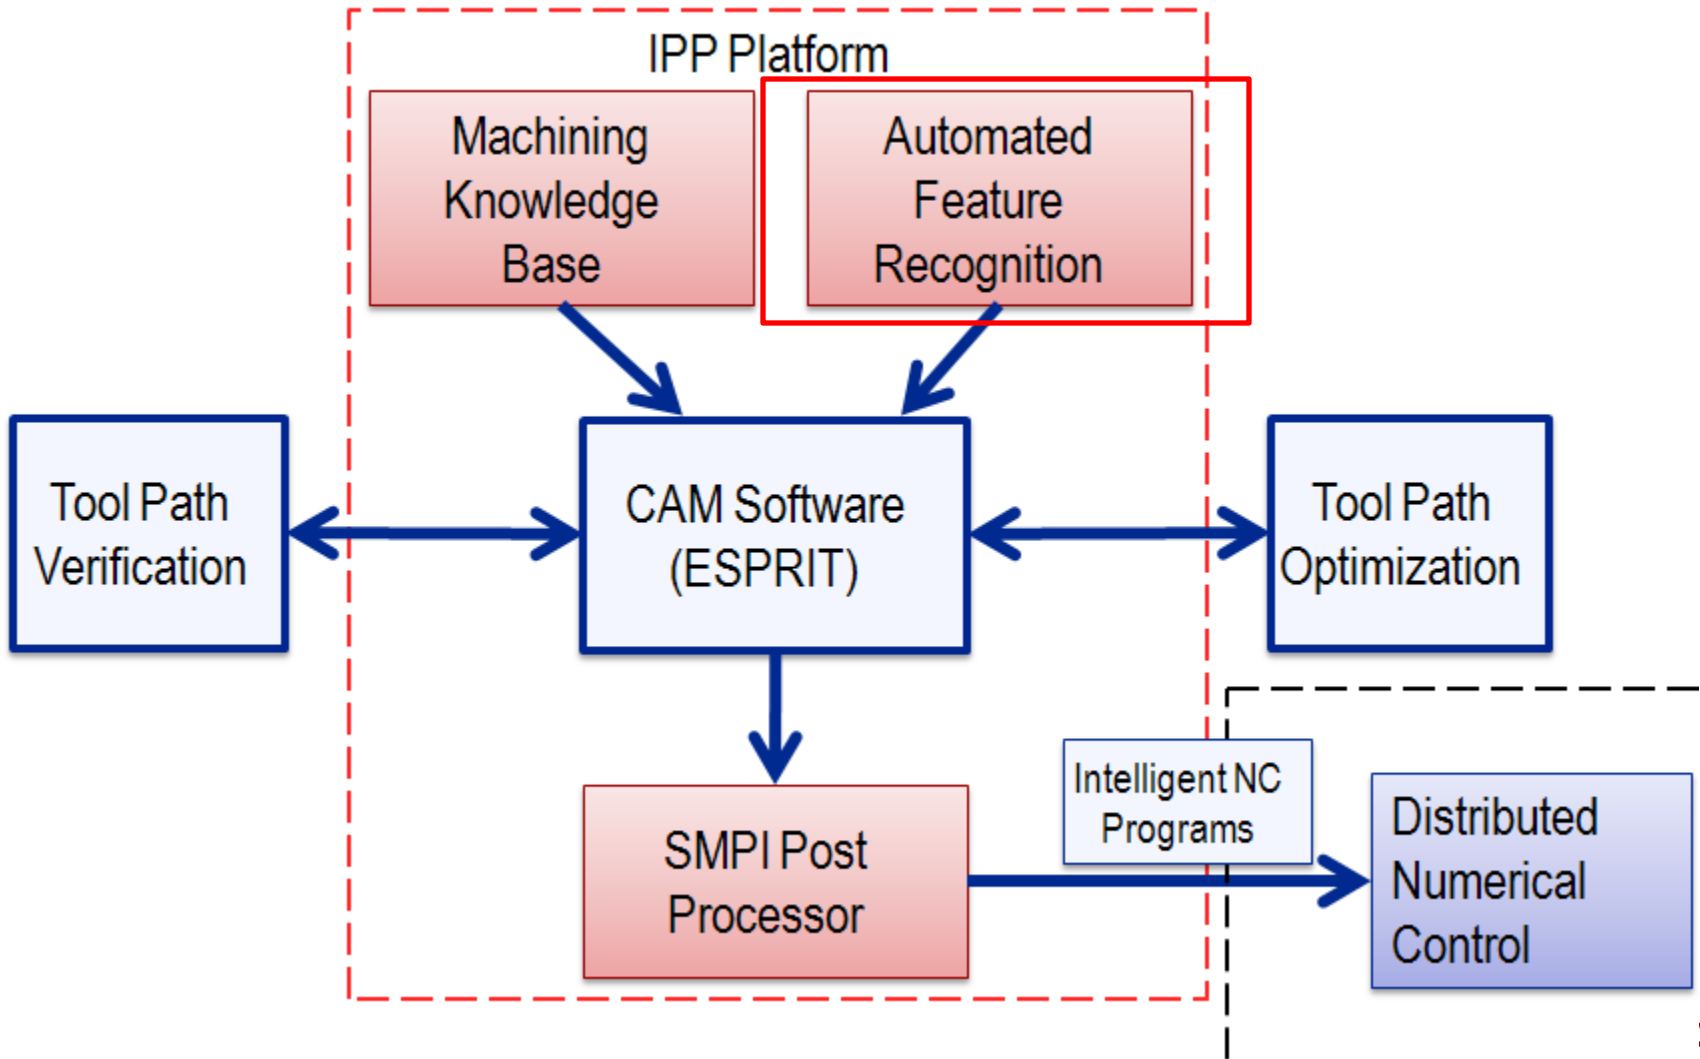 IPP Platform
Machining
Knowledge
Base
Automated
Feature
Recognition
Tool Path
Verification
CAM Software
(ESPRIT)
Tool Path
Optimization
SMPI Post
Processor
Intelligent NC
Programs
Distributed
Numerical
Control